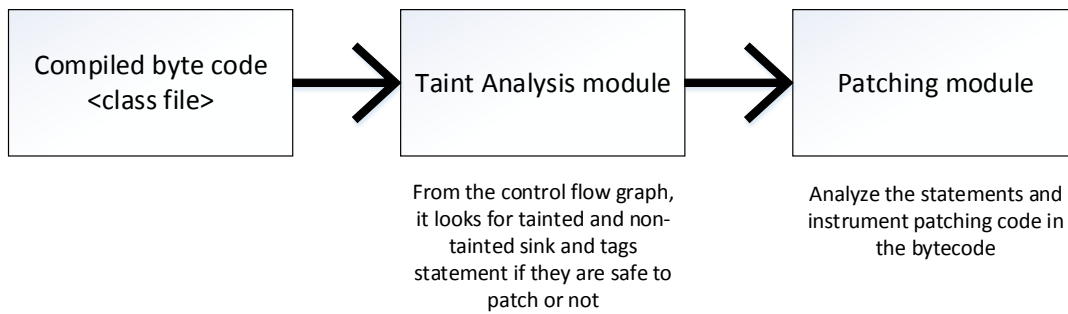 Compiled byte code
<class file>
Taint Analysis module
Patching module
From the control flow graph,
it looks for tainted and non-
tainted sink and tags
statement if they are safe to
patch or not
Analyze the statements and
instrument patching code in
the bytecode